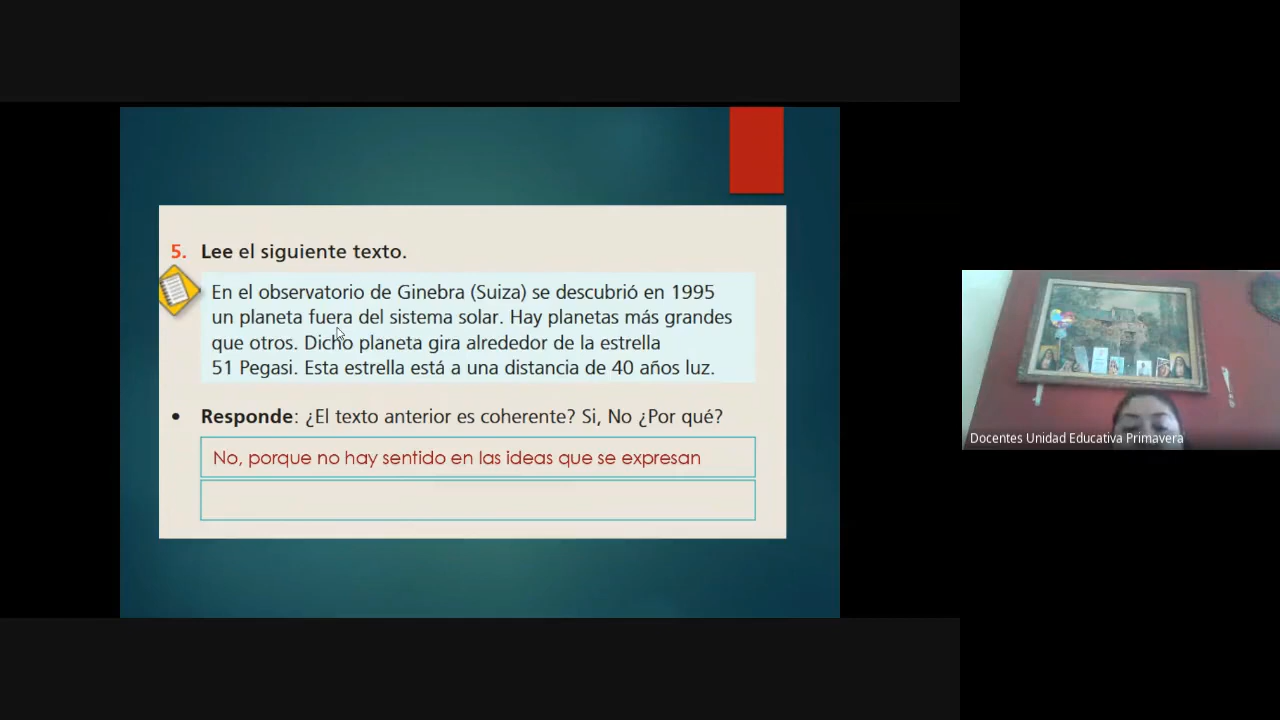 5. Lee el siguiente texto.
En el observatorio de Ginebra (Suiza) se descubrió en 1995
un planeta fuera del sistema solar. Hay planetas más grandes
que otros. Dicho planeta gira alrededor de la estrella
51 Pegasi. Esta estrella está a una distancia de 40 años luz.
• Responde: ¿El texto anterior es coherente? Si, No ¿Por qué?
No, porque no hay sentido en las ideas que se expresan
Docentes Unidad Educativa Primavera